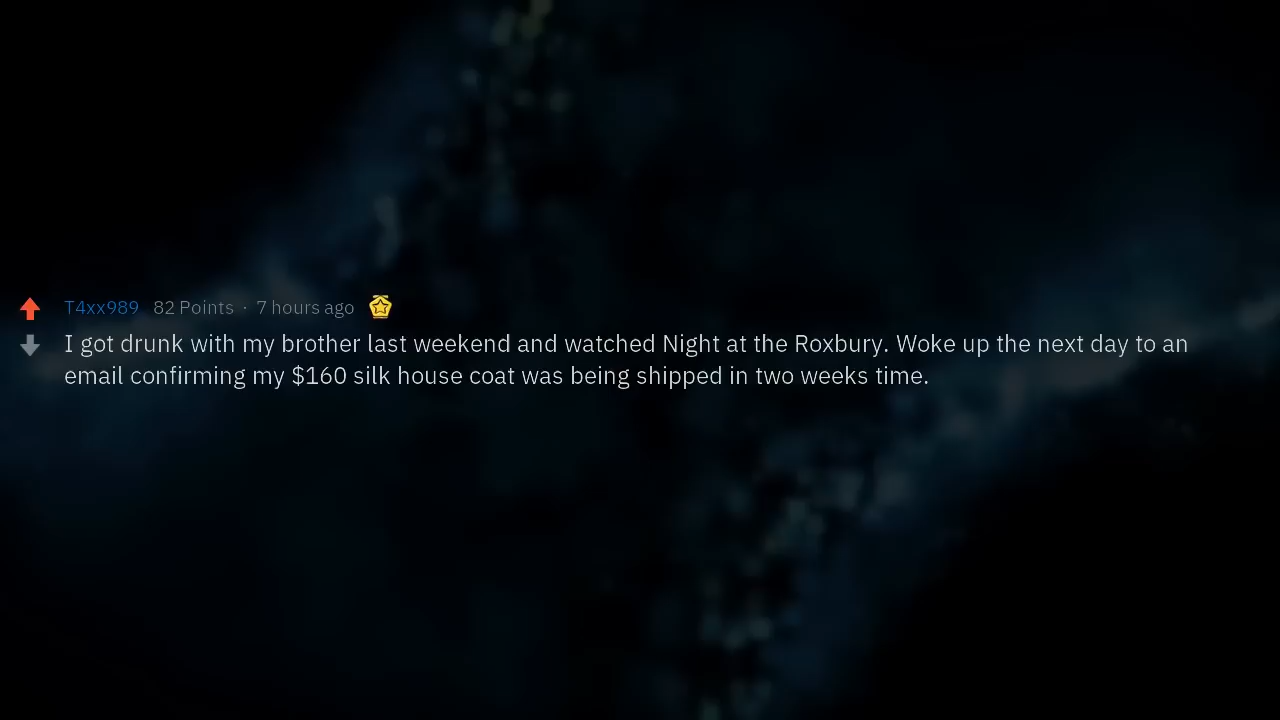 T4xx989 82 Points · 7 hours ago
I got drunk with my brother last weekend and watched Night at the Roxbury. Woke up the next day to an
email confirming my $160 silk house coat was being shipped in two weeks time.